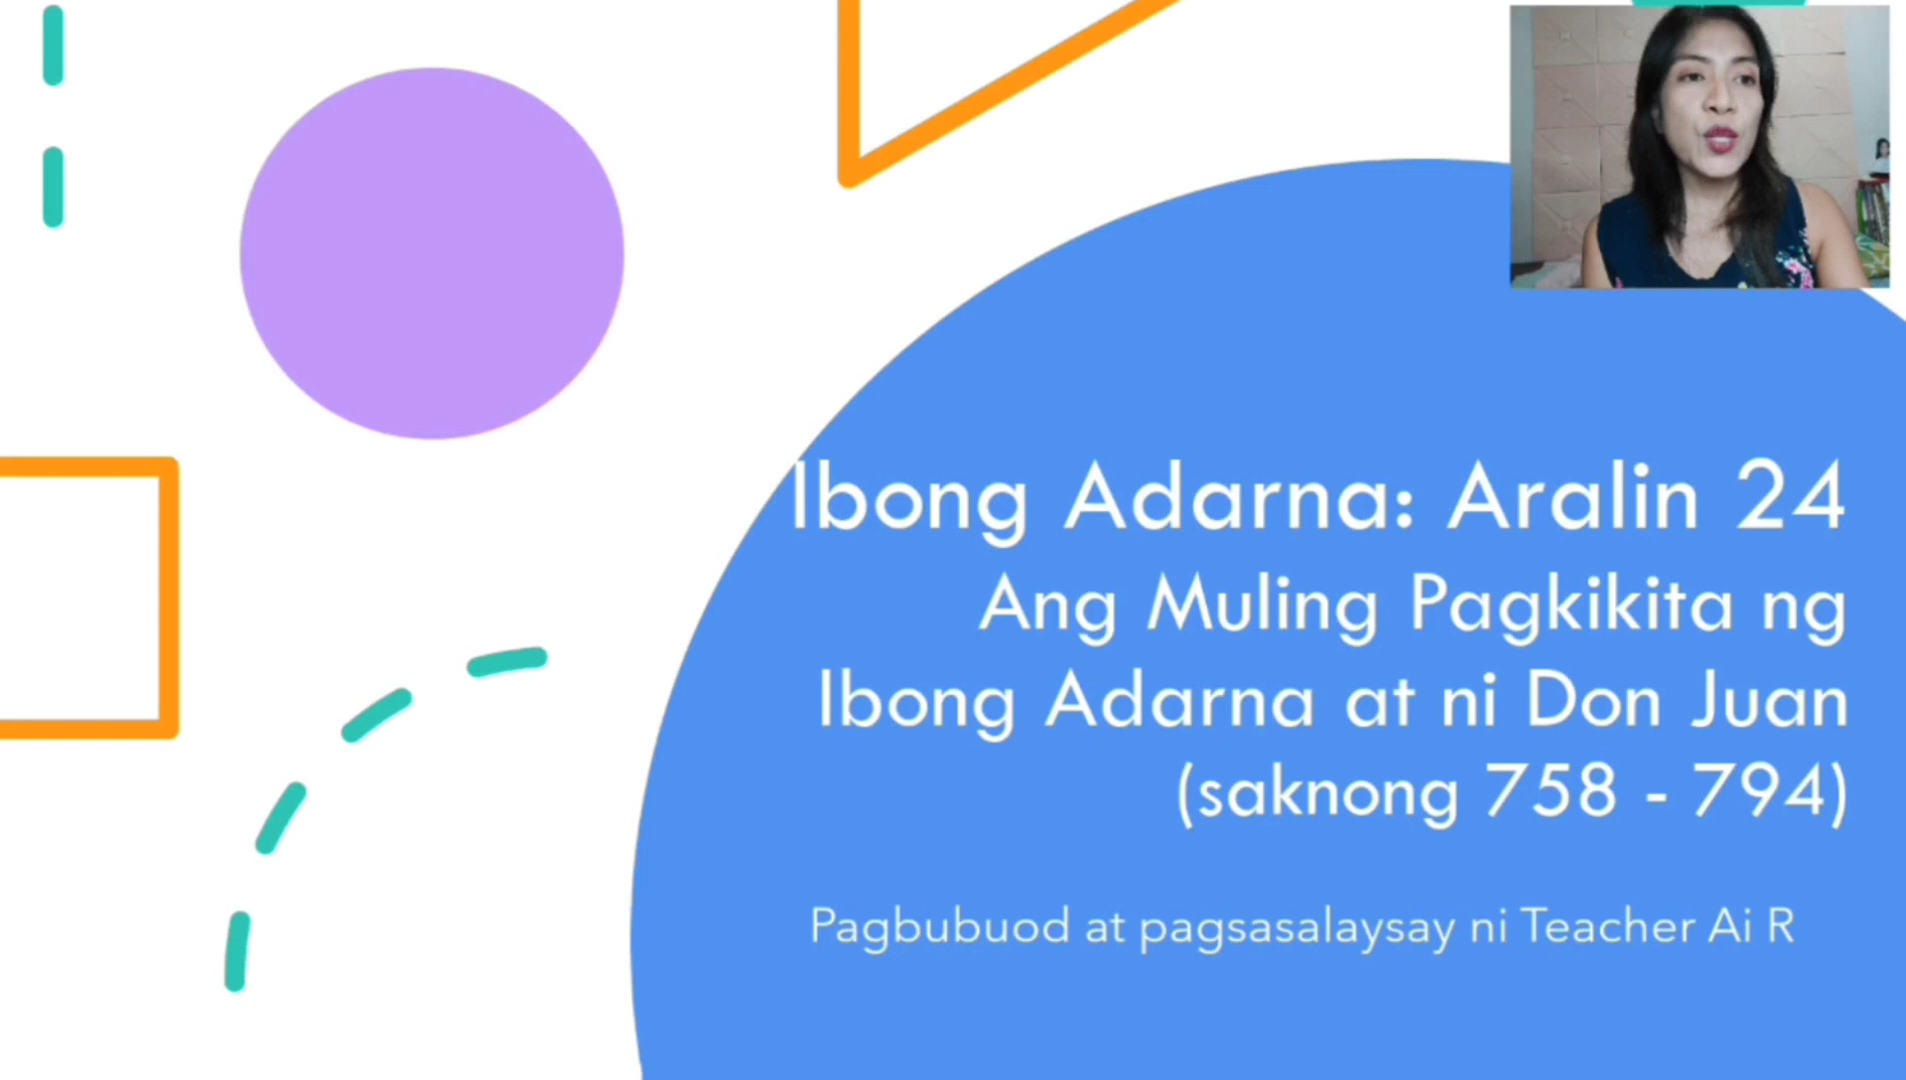 Ibong Adarna: Aralin 24
Ang Muling Pagkikita ng
Ibong Adarna at ni Don Juan
(saknong 758 - 794)
Pagbubuod at pagsasalaysay ni Teacher Ai R